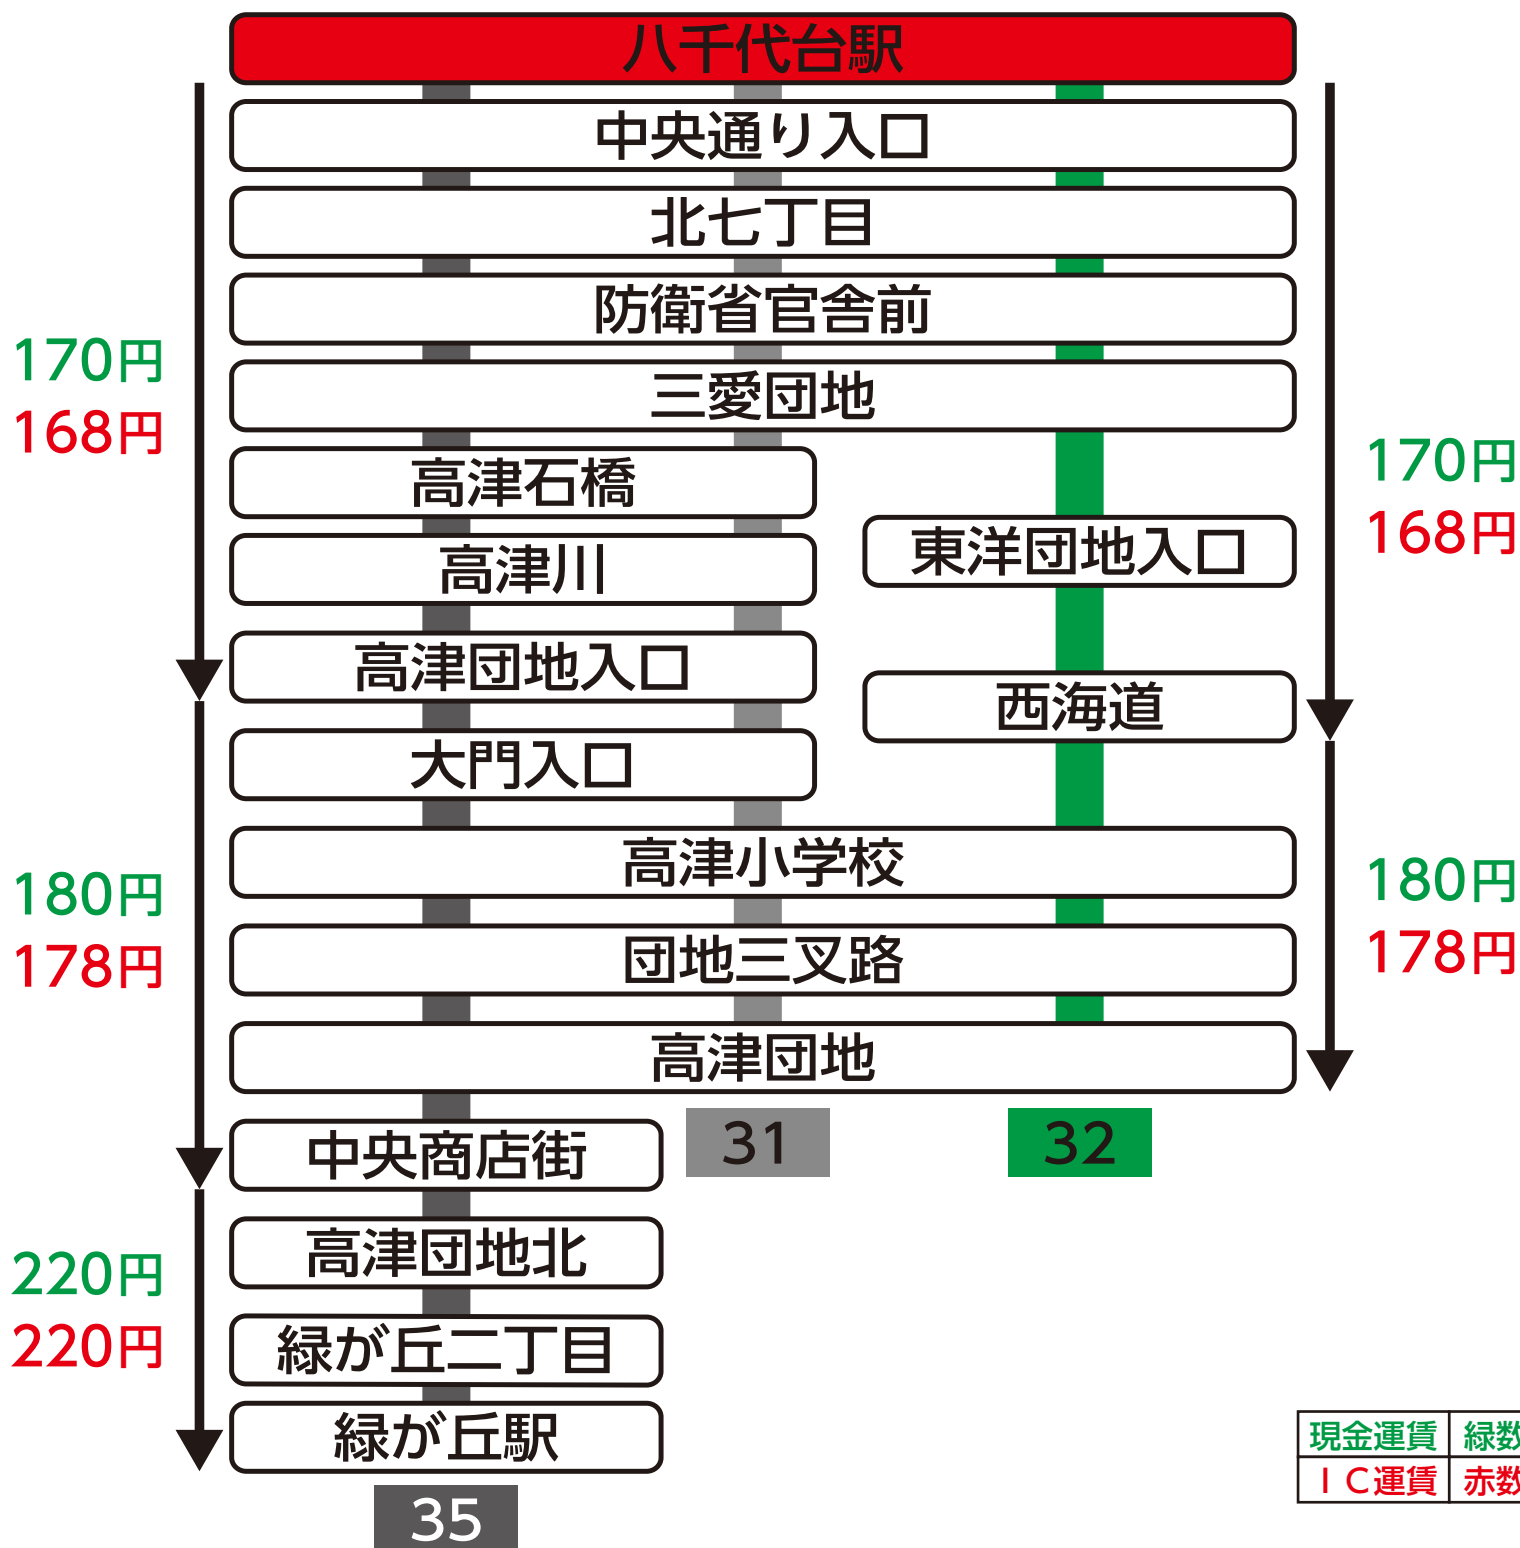 八千代台駅
中央通り入口
北七丁目
防衛省官舎前
三愛団地
170円
168円
高津石橋
高津川
高津団地入口
大門入口
東洋団地入口
西海道
170円
168円
高津小学校
団地三叉路
高津団地
180円
178円
180円
178円
中央商店街
31
32
高津団地北
緑が丘二丁目
緑が丘駅
220円
220円
35
現金運賃 緑数
IC運賃 赤数